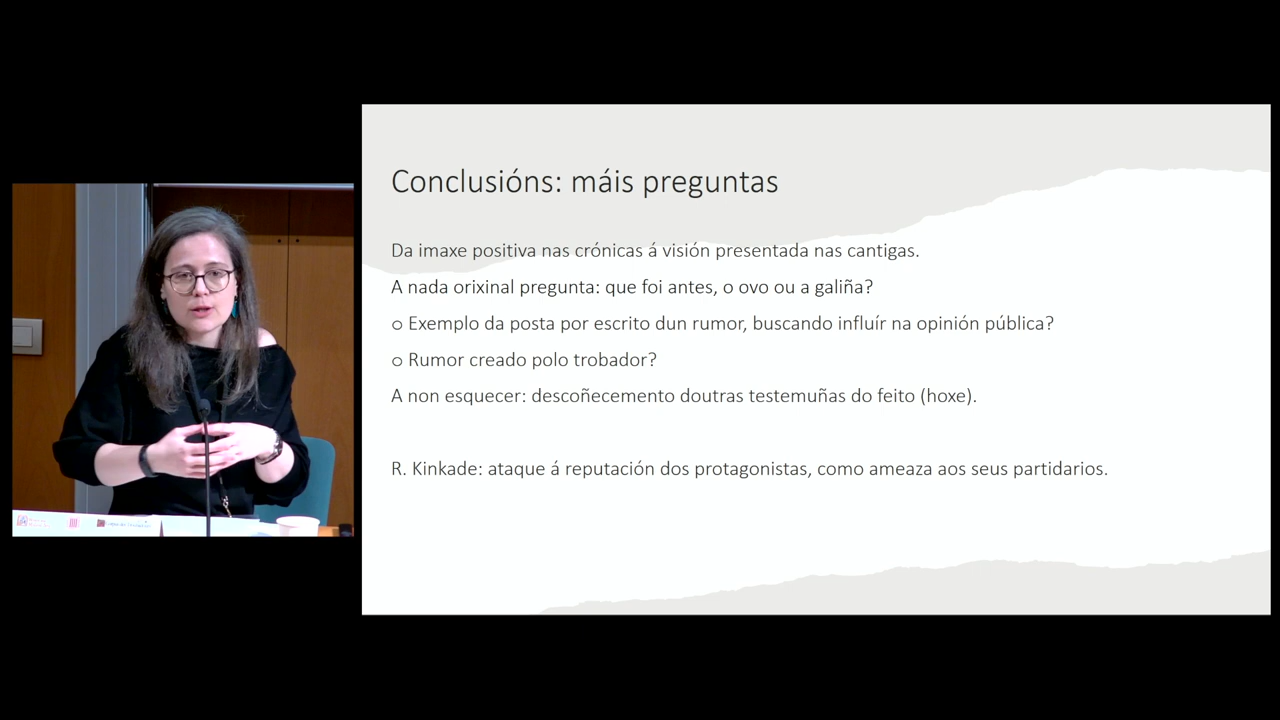 Conclusións: máis preguntas
Da imaxe positiva nas crónicas á visión presentada nas cantigas.
A nada orixinal pregunta: que foi antes, o ovo ou a galiña?
o Exemplo da posta por escrito dun rumor, buscando influír na opinión pública?
o Rumor creado polo trobador?
A non esquecer: descoñecemento doutras testemuñas do feito (hoxe).
R. Kinkade: ataque á reputación dos protagonistas, como ameaza aos seus partidarios.